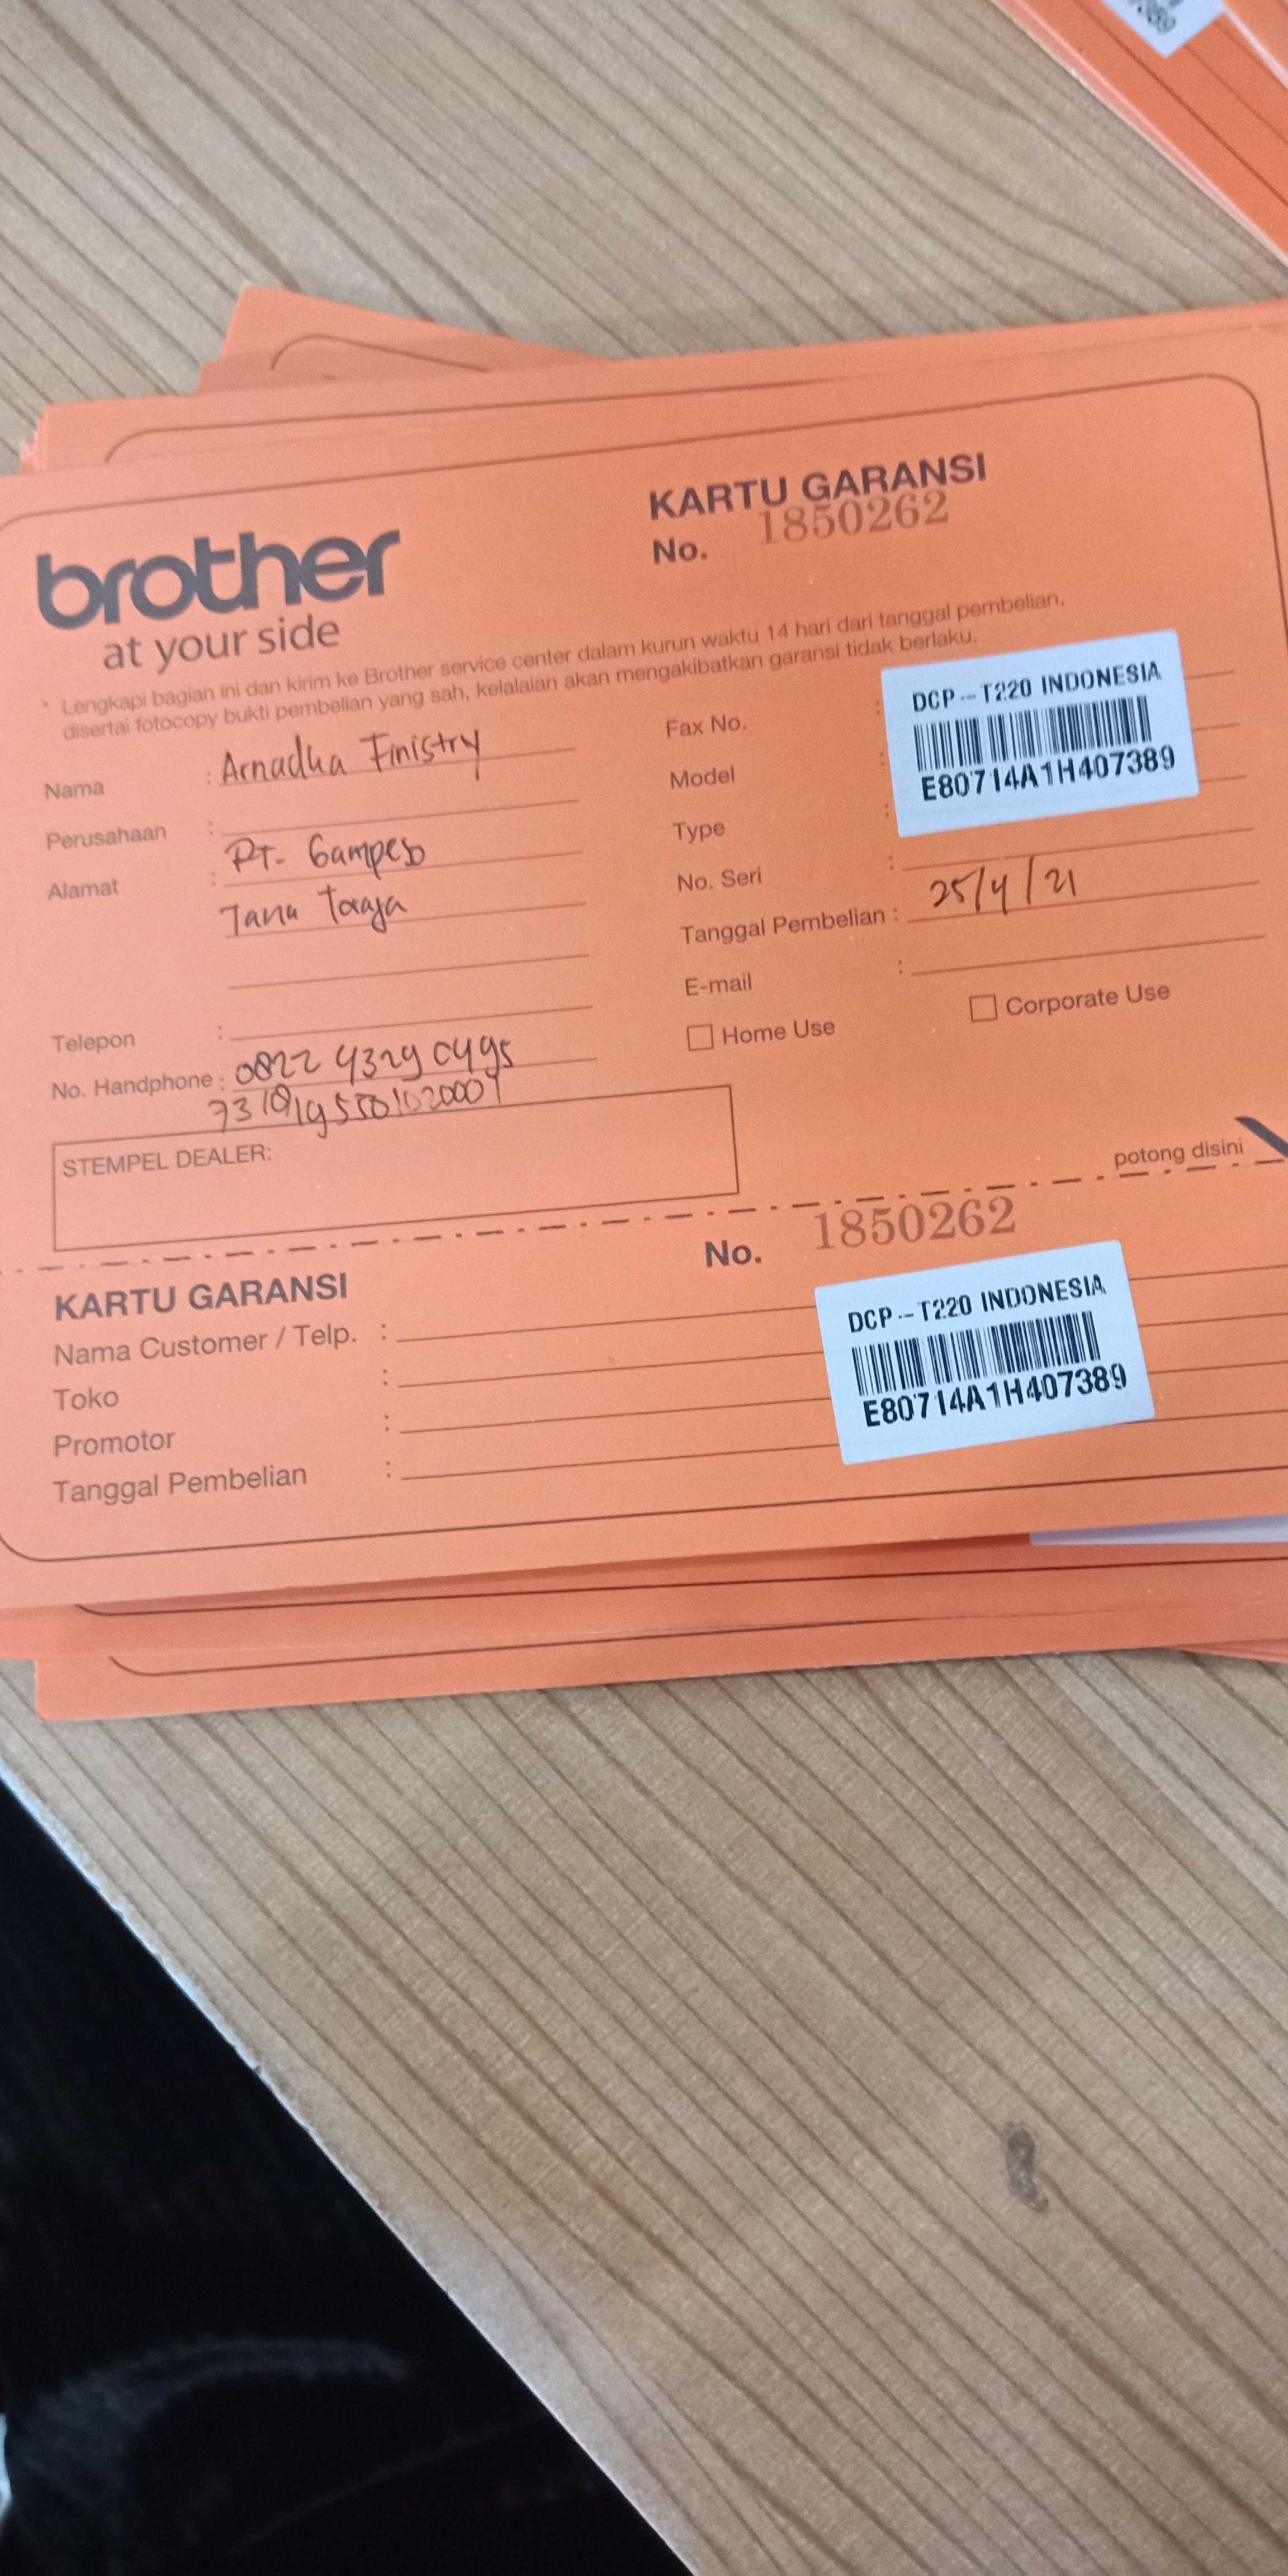 KARTU GARANSI
No. 1850262
brother
at your side
* Lengkapi bagian ini dan kirim ke Brother service center dalam kurun waktu 14 hari dari tanggal pembelian,
disertai fotocopy bukti pembelian yang sah, kelalaian akan mengakibatkan garansi tidak berlaku.
Nama : Arnadha Finistry
Perusahaan :
Alamat : PT.
Tana Toraja
Telepon :
No. Handphone : 0822 4329 0495
STEMPEL DEALER:
Fax No. :
Model :
Type :
No. Seri :
DCP-T220 INDONESIA
E80714A1H407389
Tanggal Pembelian : 25/4/21
E-mail :
Home Use
Corporate Use
potong disini
KARTU GARANSI
No. 1850262
Nama Customer / Telp. :
Toko :
Promotor :
Tanggal Pembelian :
DCP-T220 INDONESIA
E80714A1H407389